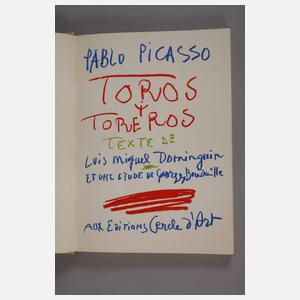 PABLO PICASSO
TOROS
Y
TOREROS
TEXTE DE
Luis Miguel Dominguin
ET UNE ETUDE de Georges Boudaille
AUX EDITIONS Cercle d'Art